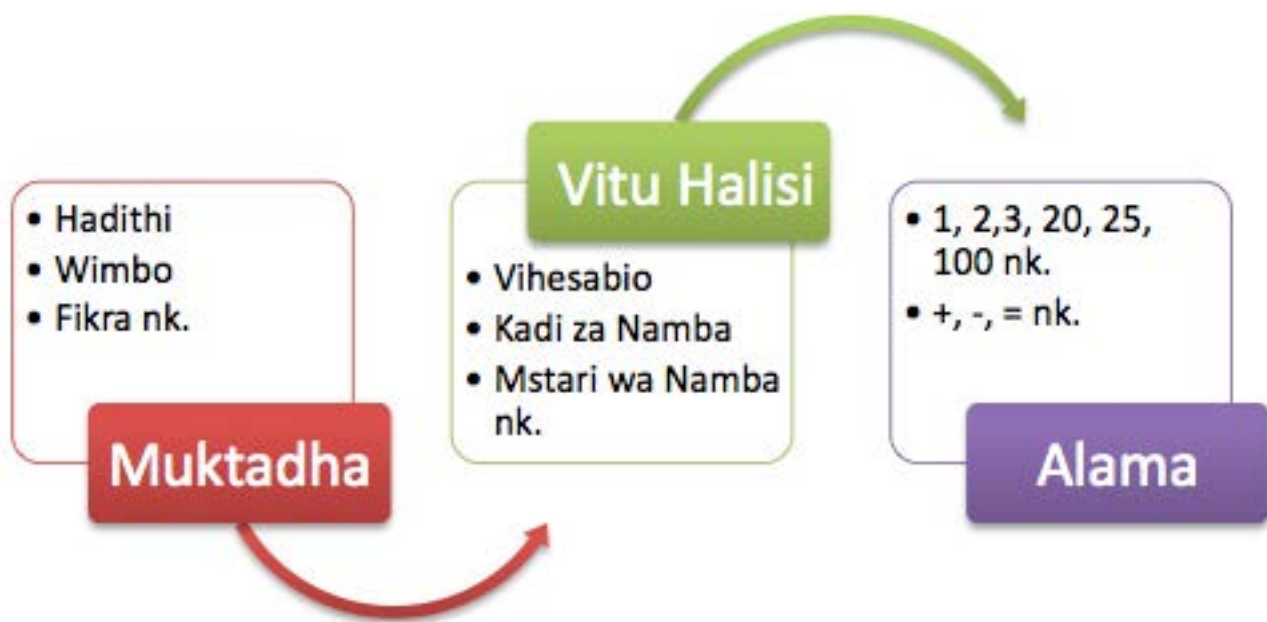 • Hadithi
• Wimbo
• Fikra nk.
Muktadha
Vitu Halisi
• Vihesabio
• Kadi za Namba
• Mstari wa Namba
nk.
• 1, 2,3, 20, 25,
100 nk.
• +, -, = nk.
Alama